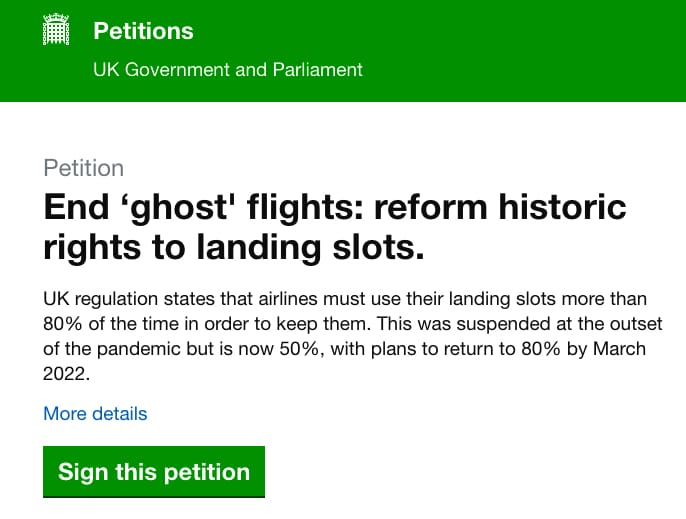 Petitions
UK Government and Parliament
Petition
End ‘ghost' flights: reform historic
rights to landing slots.
UK regulation states that airlines must use their landing slots more than
80% of the time in order to keep them. This was suspended at the outset
of the pandemic but is now 50%, with plans to return to 80% by March
2022.
More details
Sign this petition